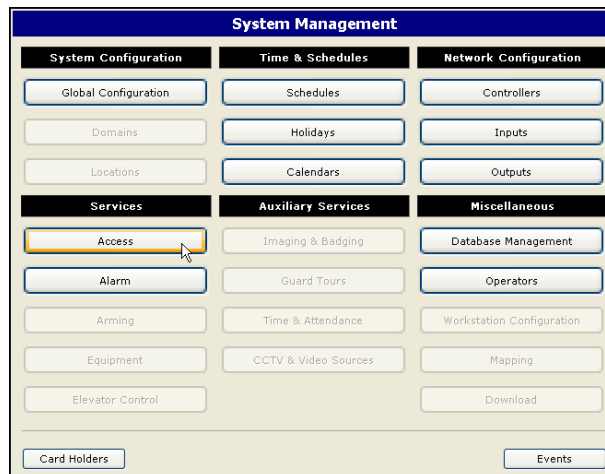 System Management
System Configuration Time & Schedules Network Configuration
Global Configuration Schedules Controllers
Domains Holidays Inputs
Locations Calendars Outputs
Services Auxiliary Services Miscellaneous
Access Imaging & Badging Database Management
Alarm Guard Tours Operators
Arming Time & Attendance Workstation Configuration
Equipment CCTV & Video Sources Mapping
Elevator Control Download
Card Holders Events